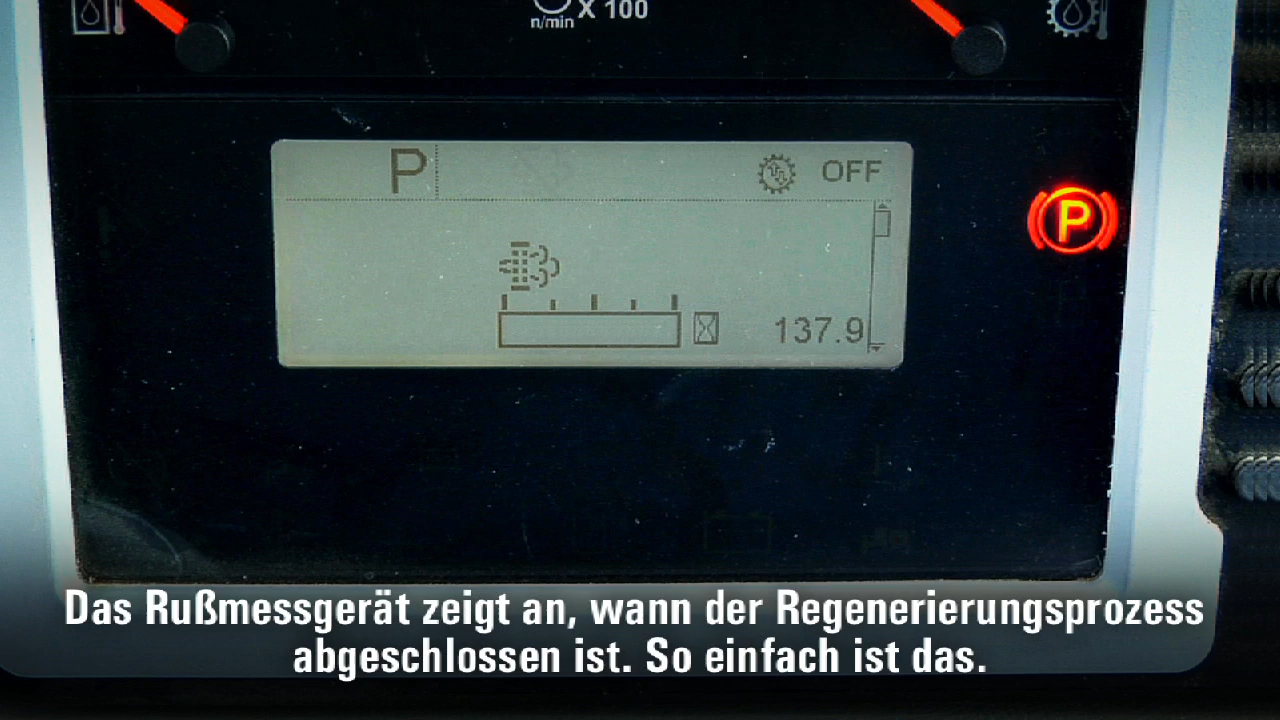 X 100
n/min
P
OFF
P
137.9
Das Rußmessgerät zeigt an, wann der Regenerierungsprozess
abgeschlossen ist. So einfach ist das.